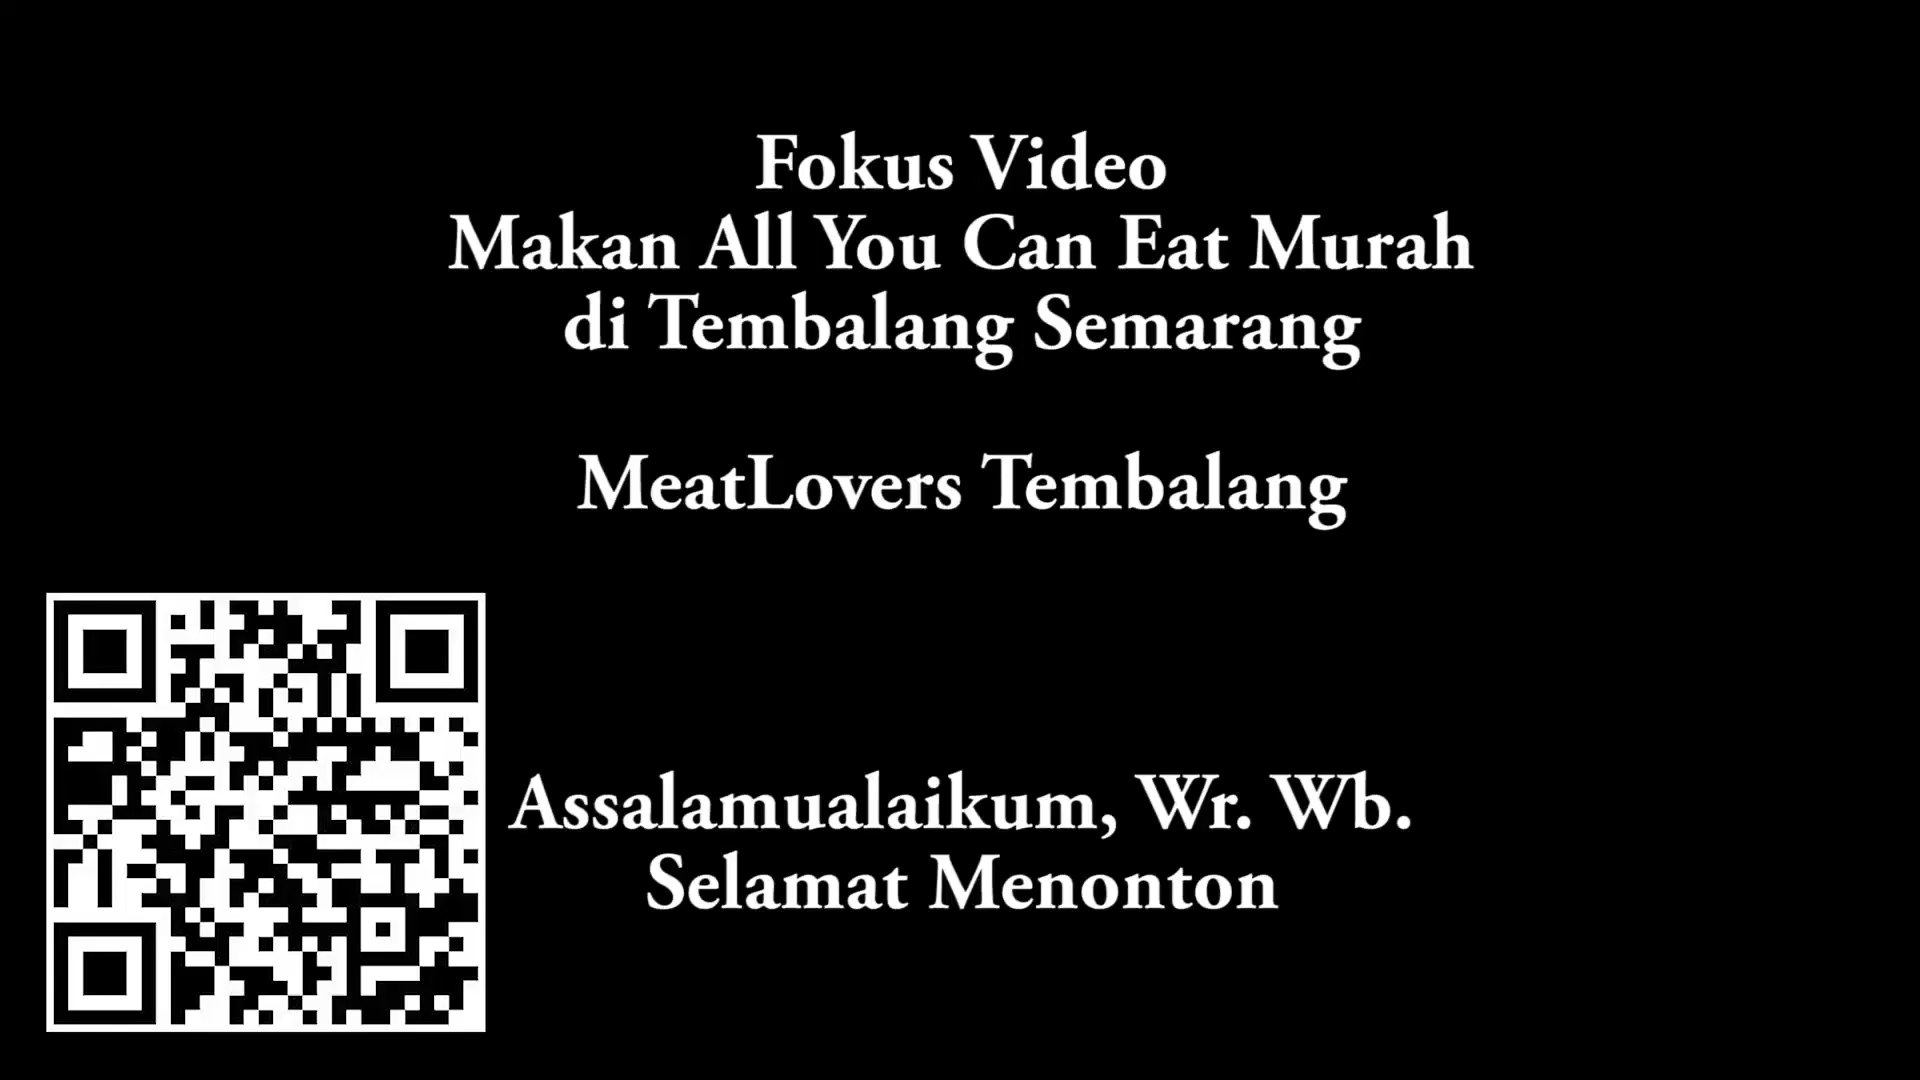 Fokus Video
Makan All You Can Eat Murah
di Tembalang Semarang
MeatLovers Tembalang
Assalamualaikum, Wr. Wb.
Selamat Menonton